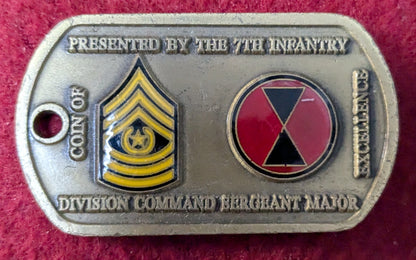 PRESENTED BY THE 7TH INFANTRY
COIN OF
EXCELLENCE
DIVISION COMMAND SERGEANT MAJOR